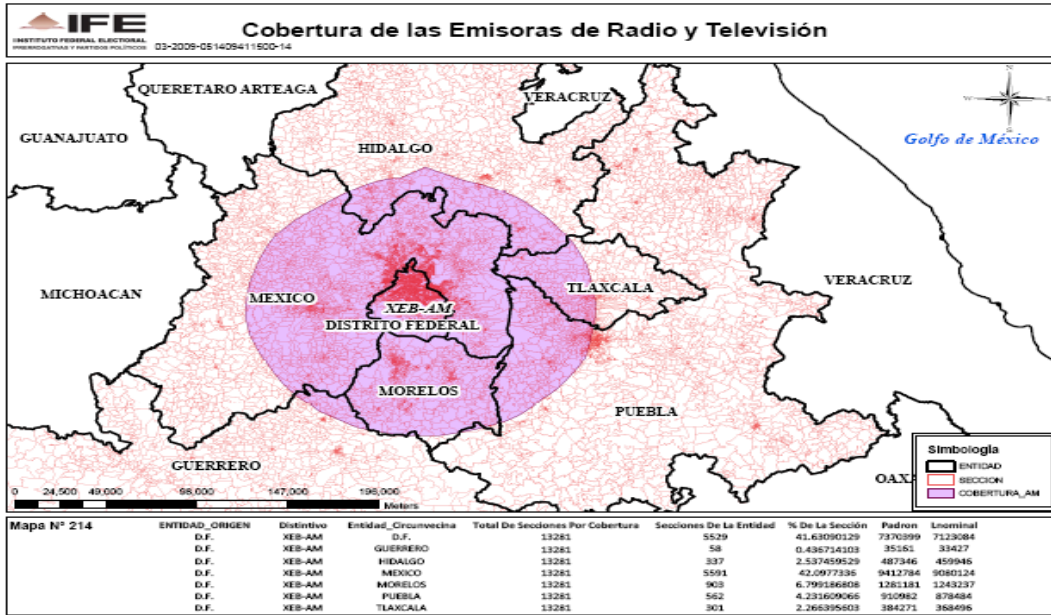 IFE
INSTITUTO FEDERAL ELECTORAL
PRERROGATIVAS Y PARTIDOS POLÍTICOS
03-2009-051409411500-14
Cobertura de las Emisoras de Radio y Televisión
QUERETARO ARTEAGA
VERACRUZ
N
W
E
S
GUANAJUATO
HIDALGO
Golfo de México
MICHOACAN
MEXICO
TLAXCALA
VERACRUZ
XEB-AM
DISTRITO FEDERAL
MORELOS
PUEBLA
GUERRERO
OAX
Simbología
ENTIDAD
SECCION
COBERTURA_AM
0 24,500 49,000 98,000 147,000 196,000
Meters
Mapa N° 214
ENTIDAD_ORIGEN Distintivo Entidad_Circunvecina Total De Secciones Por Cobertura Secciones De La Entidad % De La Sección Padron Lnominal
D.F. XEB-AM D.F. 13281 5529 41.63090129 7370399 7123084
D.F. XEB-AM GUERRERO 13281 58 0.436714103 35161 33427
D.F. XEB-AM HIDALGO 13281 337 2.537459529 487346 459946
D.F. XEB-AM MEXICO 13281 5591 42.0977336 9412784 9080124
D.F. XEB-AM MORELOS 13281 903 6.799186808 1281181 1243237
D.F. XEB-AM PUEBLA 13281 562 4.231609066 910982 878484
D.F. XEB-AM TLAXCALA 13281 301 2.266395603 384271 368496